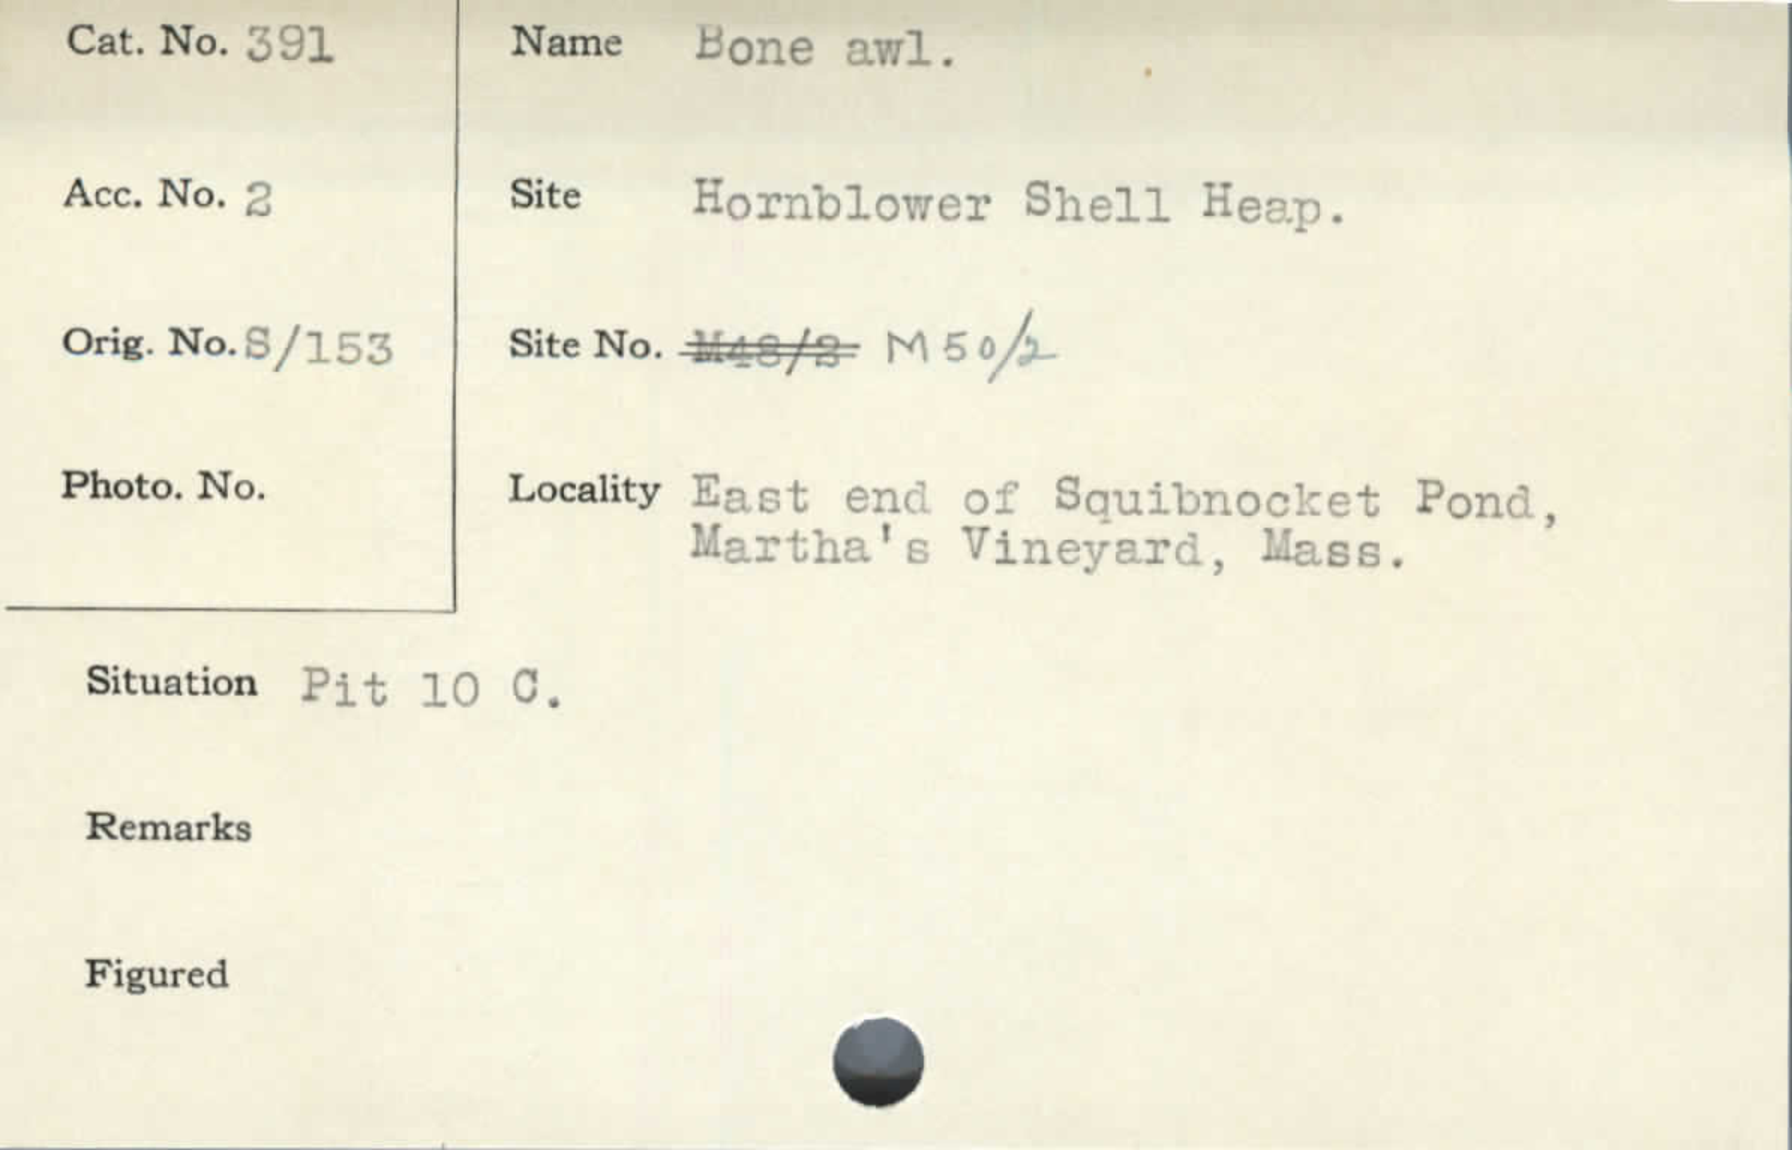 Cat. No. 391
Acc. No. 2
Orig. No. S/153
Photo. No.
Name Bone awl.
Site Hornblower Shell Heap.
Site No. M48/2 M50/2
Locality East end of Squibnocket Pond,
Martha's Vineyard, Mass.
Situation Pit 10 C.
Remarks
Figured